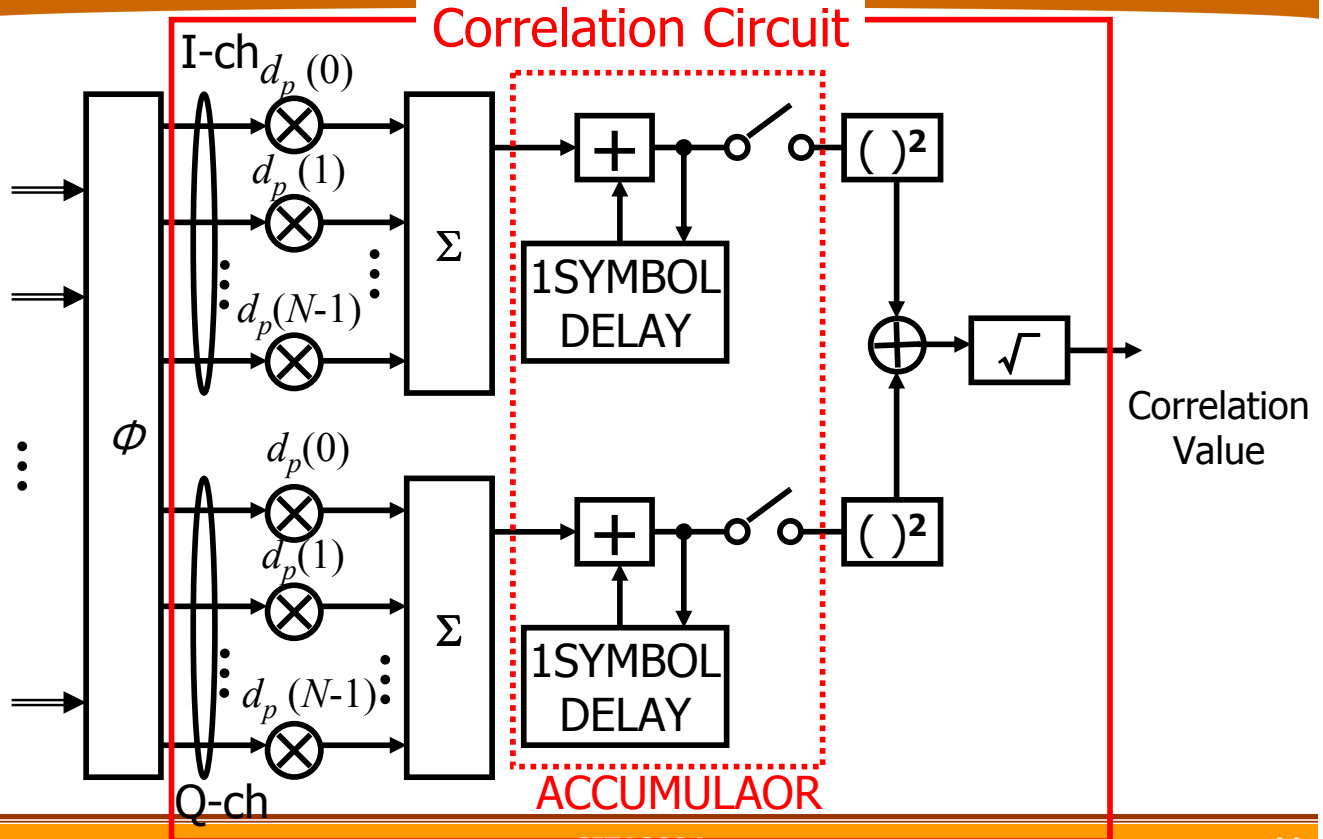 Correlation Circuit
I-ch
d_p (0)
d_p (1)
d_p(N-1)
Σ
+
1SYMBOL
DELAY
( )²
√
Correlation
Value
Φ
d_p(0)
d_p(1)
d_p (N-1)
Σ
+
1SYMBOL
DELAY
( )²
Q-ch
ACCUMULAOR